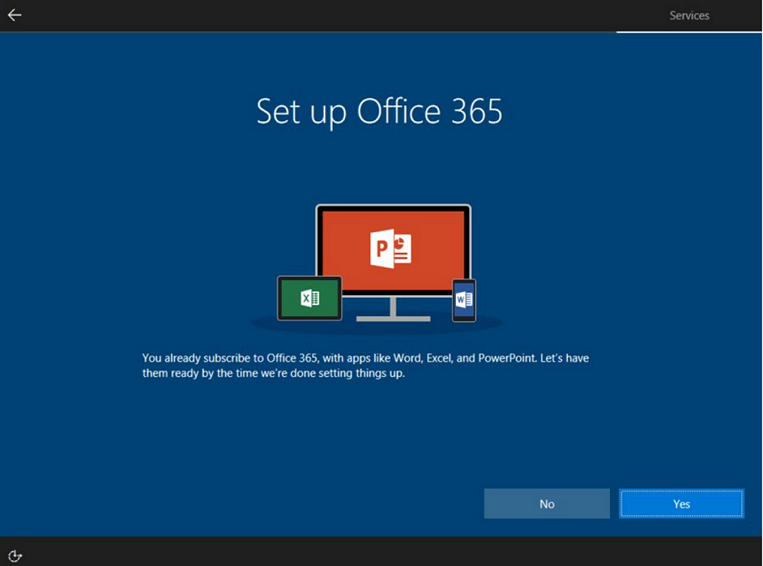 Services
Set up Office 365
P
X
W
You already subscribe to Office 365, with apps like Word, Excel, and PowerPoint. Let's have
them ready by the time we're done setting things up.
No
Yes